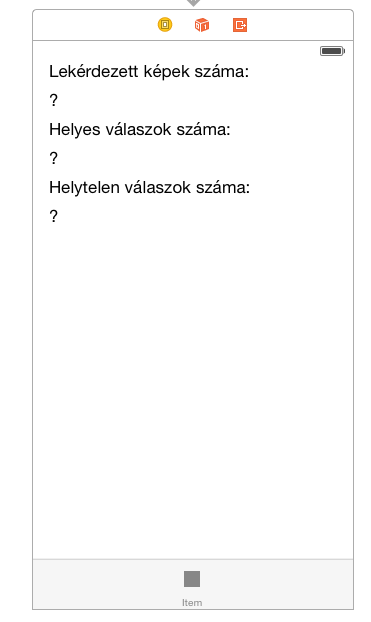 Lekérdezett képek száma:
?
Helyes válaszok száma:
?
Helytelen válaszok száma:
?
Item